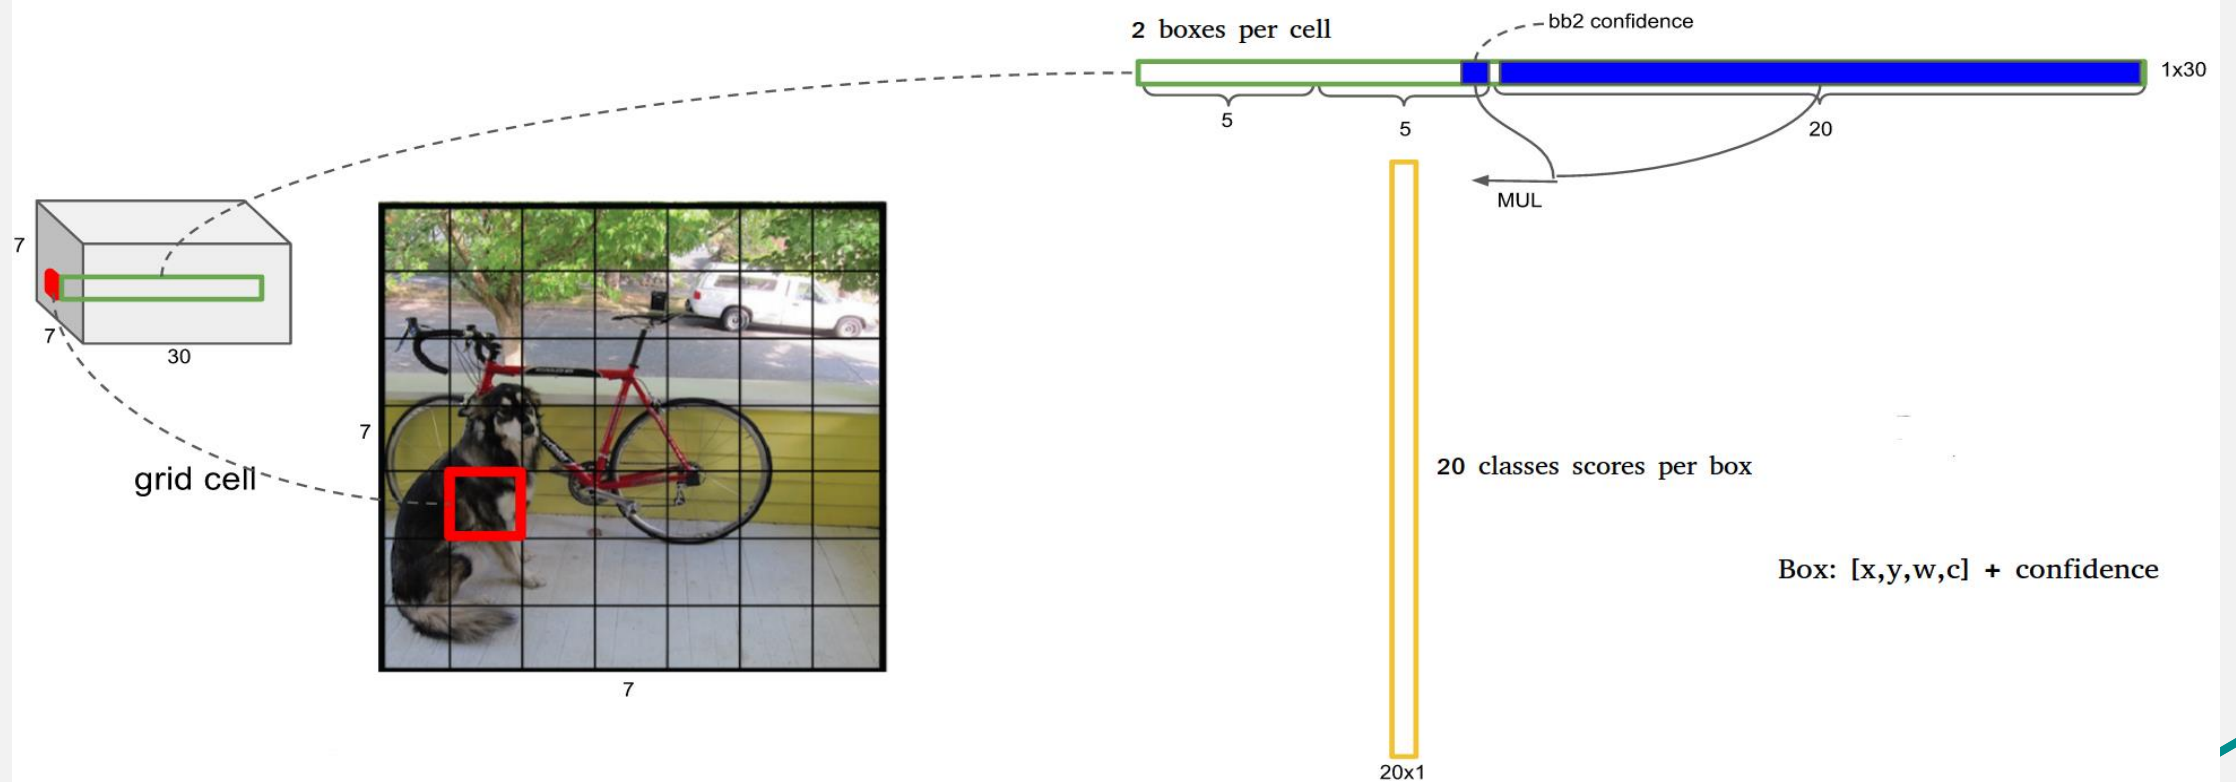 2 boxes per cell
bb2 confidence
1x30
5
5
20
MUL
7
7
30
grid cell
7
7
20 classes scores per box
Box: [x,y,w,c] + confidence
20x1